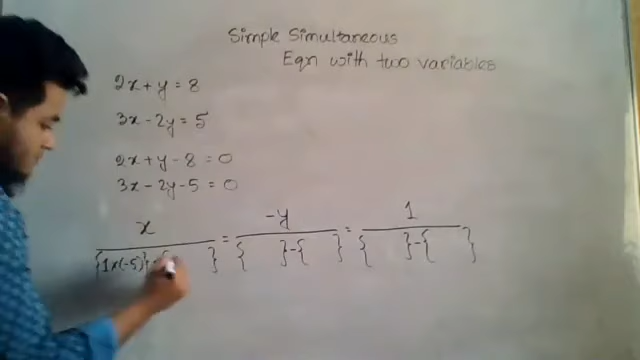 Simple Simultaneous
Eqn with two variables
2x + y = 8
3x - 2y = 5
2x + y - 8 = 0
3x - 2y - 5 = 0
x / {1x(-5)} - { } = -y / { } - { } = 1 / { } - { }